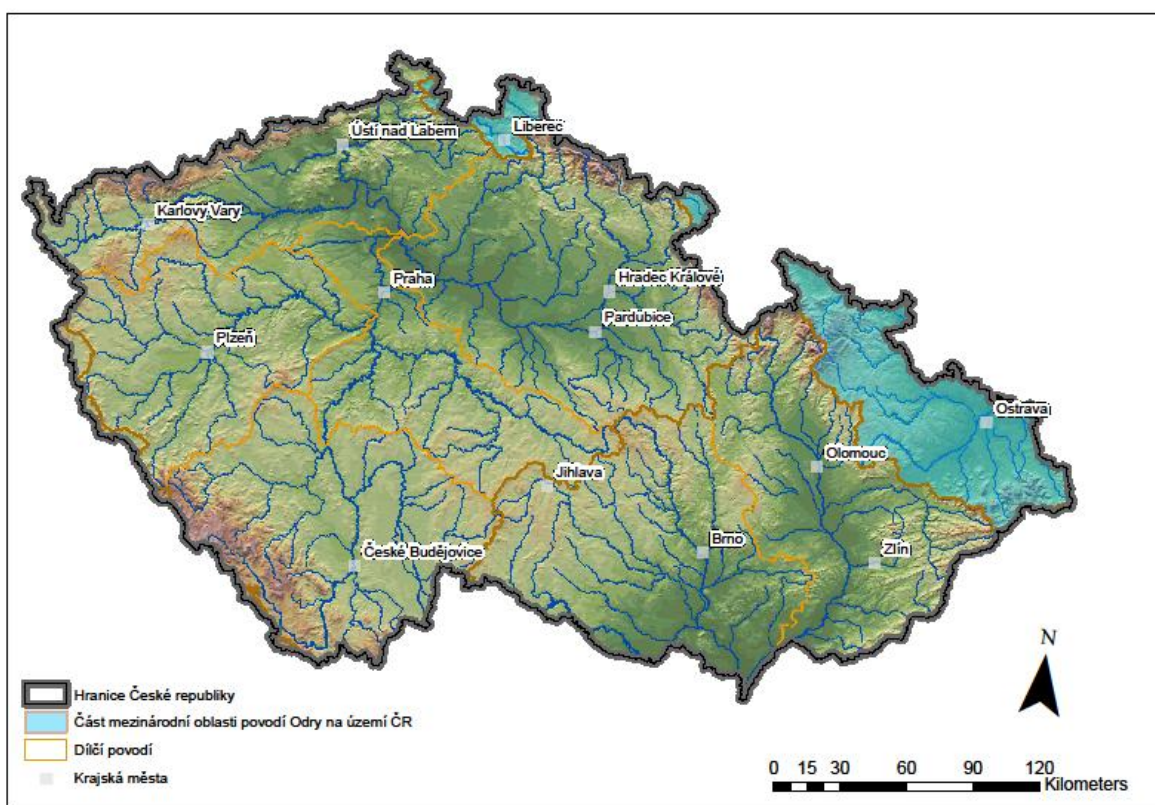 Ústí nad Labem
Liberec
Karlovy Vary
Praha
Hradec Králové
Pardubice
Plzeň
Ostrava
Olomouc
Jihlava
Brno
Zlín
České Budějovice
N
Hranice České republiky
Část mezinárodní oblasti povodí Odry na území ČR
Dílčí povodí
Krajská města
0 15 30 60 90 120
Kilometers